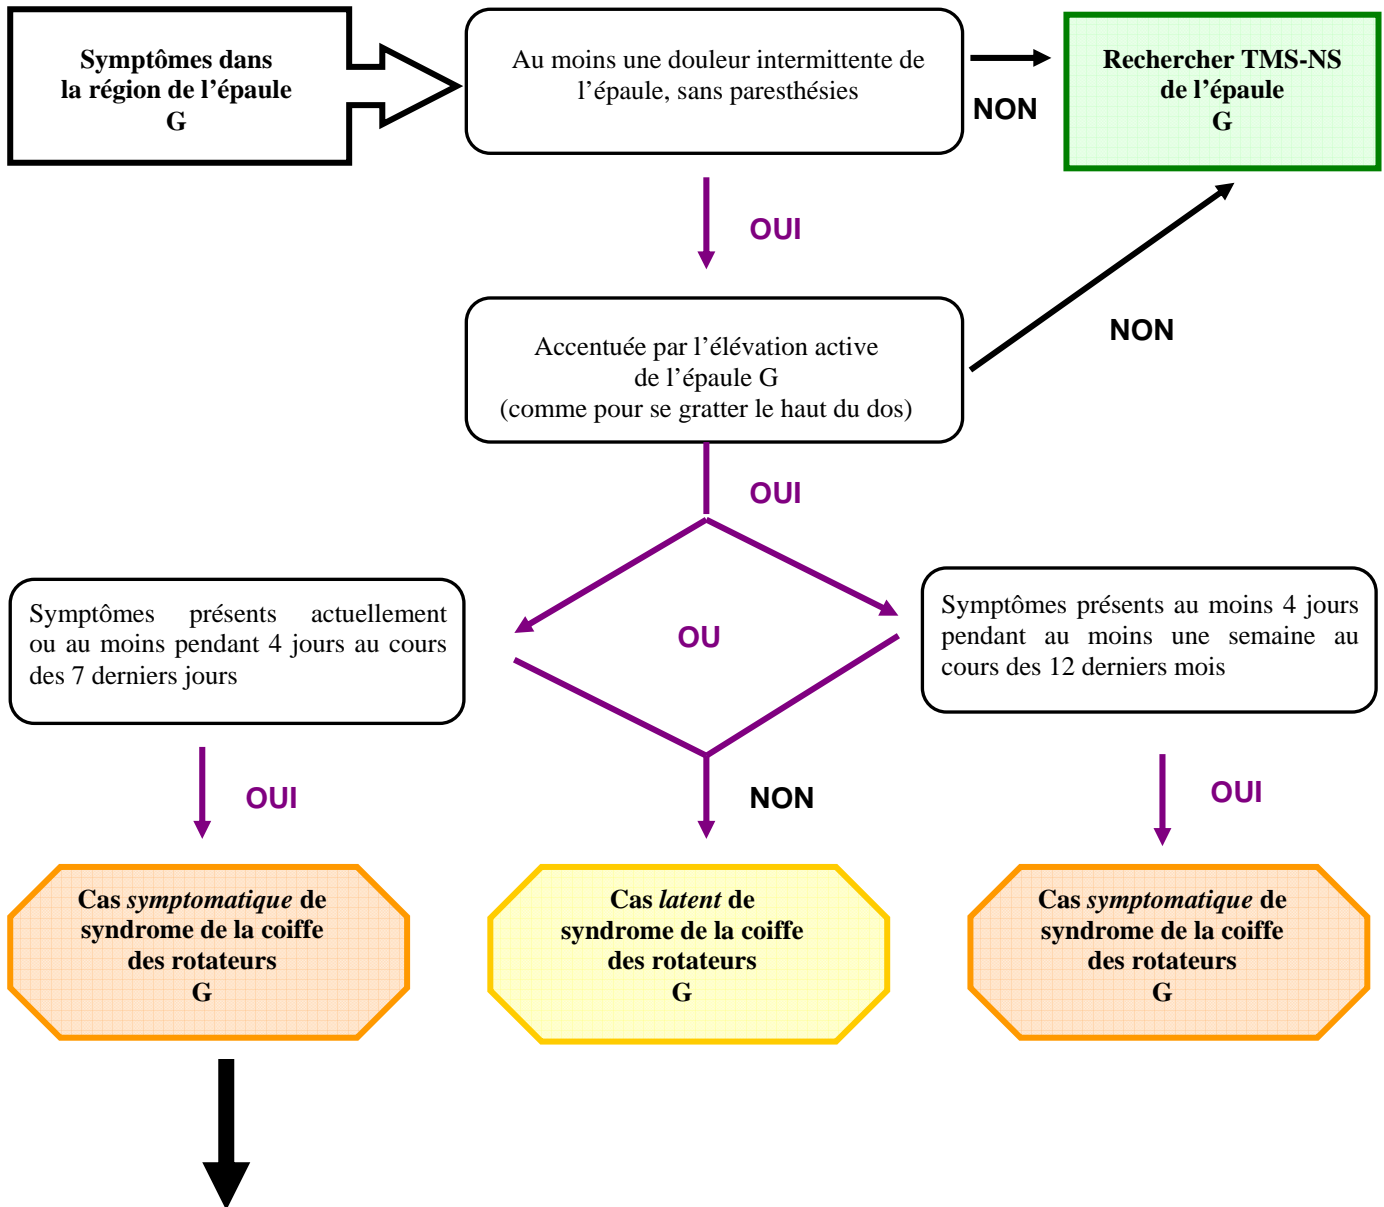 Symptômes dans
la région de l’épaule
G
Au moins une douleur intermittente de
l’épaule, sans paresthésies
NON
Rechercher TMS-NS
de l’épaule
G
OUI
Accentuée par l’élévation active
de l’épaule G
(comme pour se gratter le haut du dos)
NON
OUI
Symptômes présents actuellement
ou au moins pendant 4 jours au cours
des 7 derniers jours
OU
Symptômes présents au moins 4 jours
pendant au moins une semaine au
cours des 12 derniers mois
OUI
NON
OUI
Cas symptomatique de
syndrome de la coiffe
des rotateurs
G
Cas latent de
syndrome de la coiffe
des rotateurs
G
Cas symptomatique de
syndrome de la coiffe
des rotateurs
G